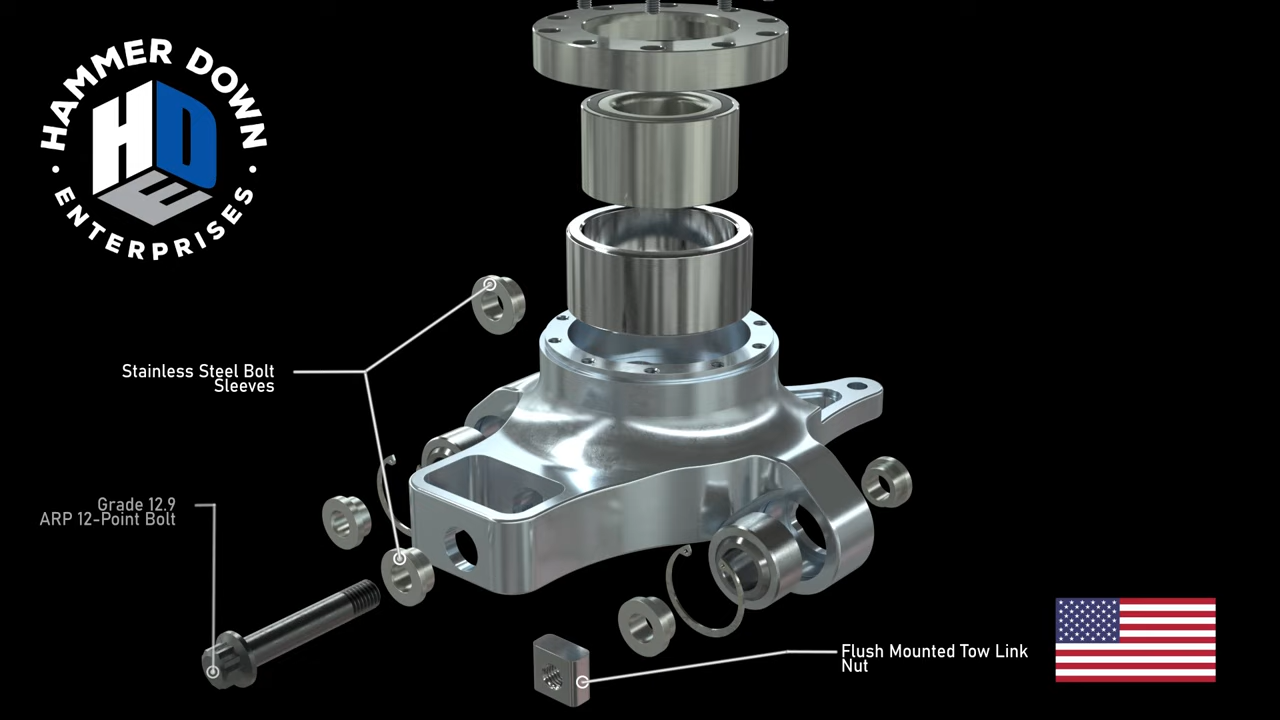 HAMMER DOWN
HDE
ENTERPRISES
Stainless Steel Bolt
Sleeves
Grade 12.9
ARP 12-Point Bolt
Flush Mounted Tow Link
Nut